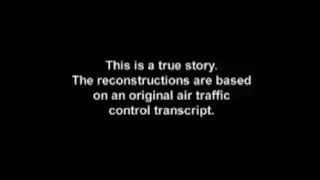 This is a true story.
The reconstructions are based
on an original air traffic
control transcript.